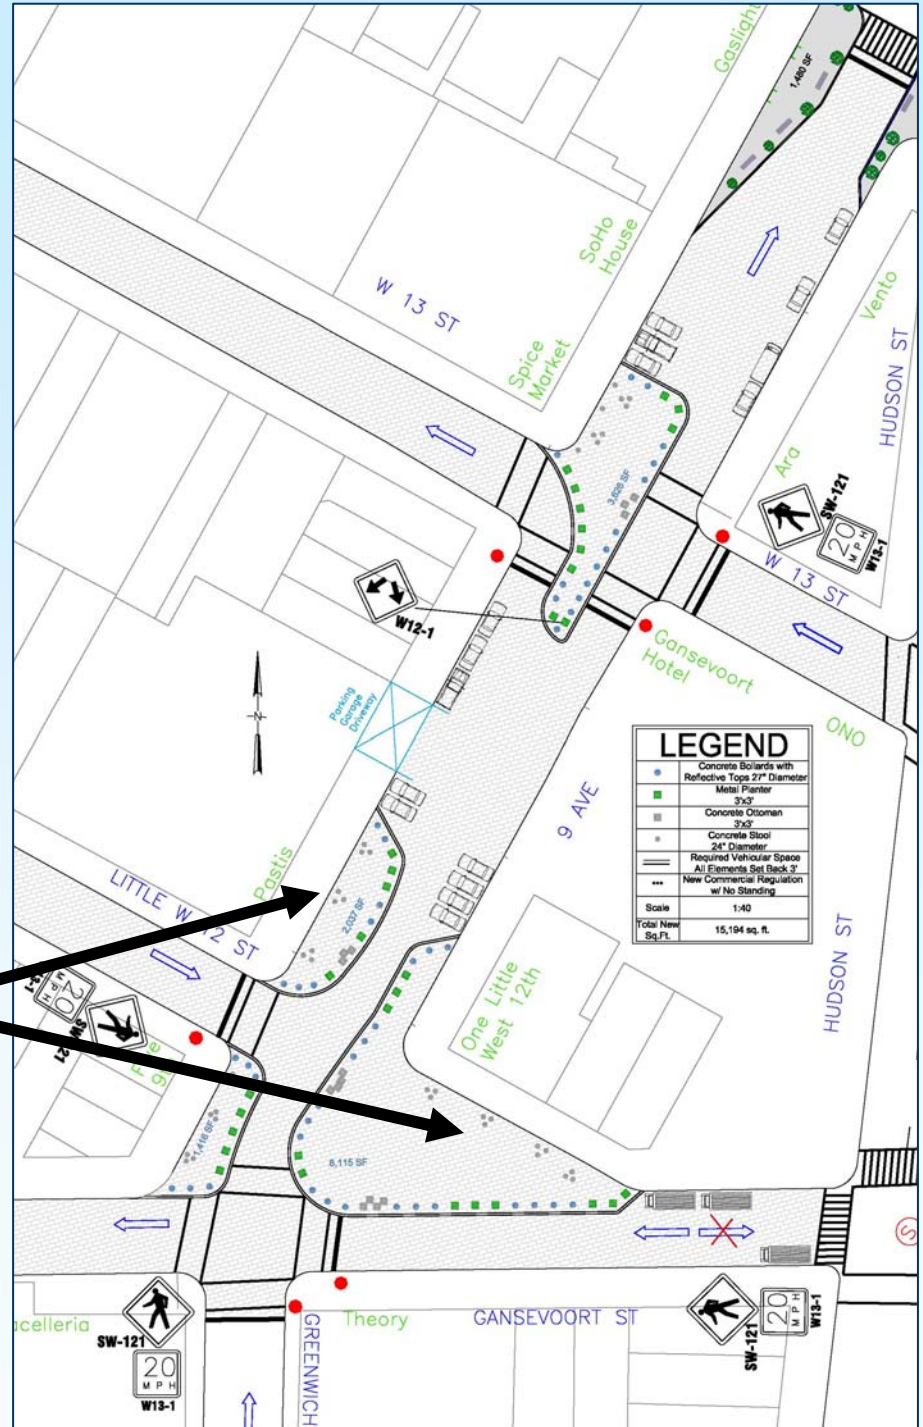 Gaslight
1,480 SF
SoHo
House
W 13 ST
Spice
Market
Vento
HUDSON ST
Ara
SW-121
20
MPH
W13-1
3,626 SF
W 13 ST
W12-1
Gansevoort
Hotel
ONO
N
Parking
Garage
Driveway
9 AVE
LEGEND
Concrete Bollards with
Reflective Tops 27" Diameter
Metal Planter
3'x3'
Concrete Ottoman
3'x3'
Concrete Stool
24" Diameter
Required Vehicular Space
All Elements Set Back 3'
New Commercial Regulation
w/ No Standing
Scale 1:40
Total New
Sq.Ft. 15,194 sq. ft.
Pastis
LITTLE W 12 ST
2,037 SF
HUDSON ST
One Little
West 12th
20
MPH
1,416 SF
S
Theory
GANSEVOORT ST
GREENWICH
SW-121
20
MPH
W13-1
SW-121
20
MPH
W13-1